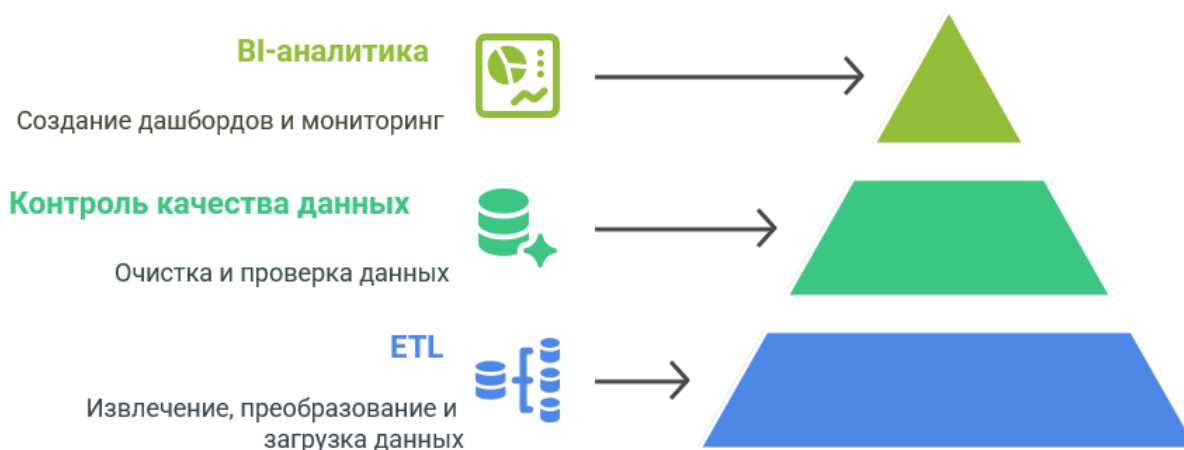 BI-аналитика
Создание дашбордов и мониторинг
Контроль качества данных
Очистка и проверка данных
ETL
Извлечение, преобразование и
загрузка данных